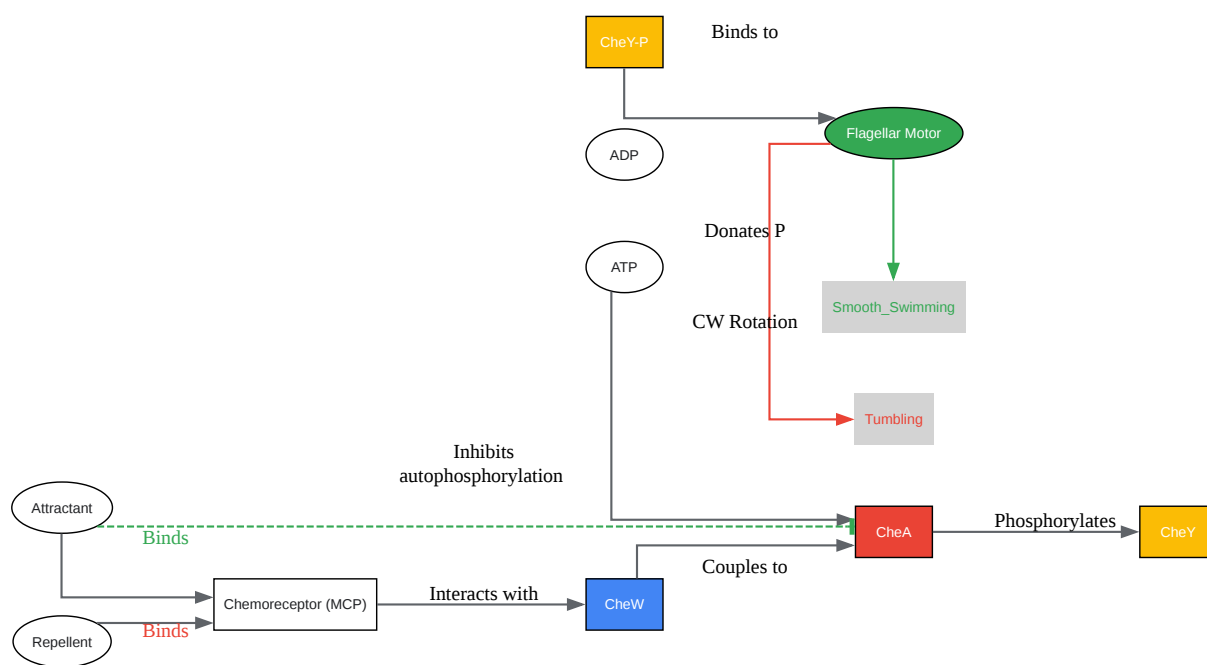 CheY-P
Binds to
Flagellar Motor
ADP
Donates P
ATP
Smooth_Swimming
CW Rotation
Tumbling
Inhibits
autophosphorylation
Attractant
Binds
CheA
Phosphorylates
CheY
Couples to
Chemoreceptor (MCP)
Interacts with
CheW
Repellent
Binds